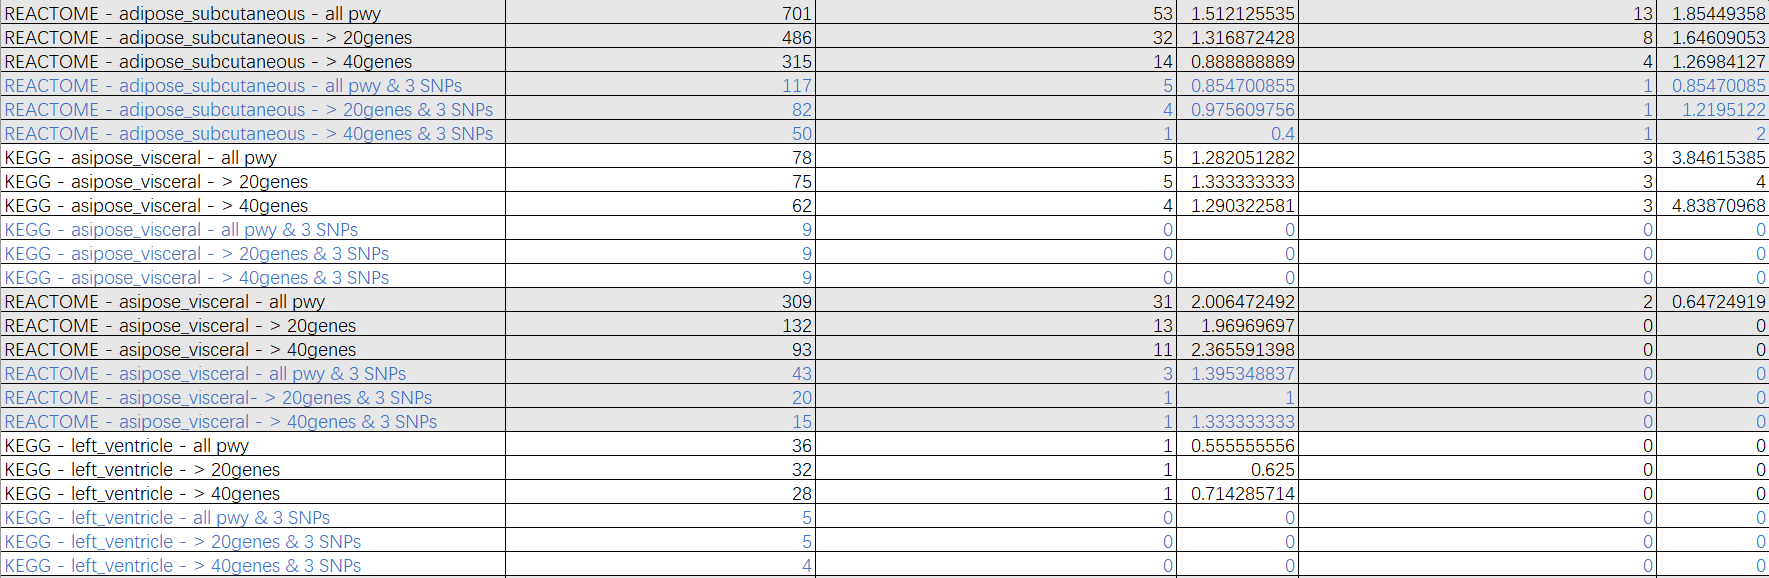 REACTOME - adipose_subcutaneous - all pwy 701 53 1.512125535 13 1.85449358
REACTOME - adipose_subcutaneous - > 20genes 486 32 1.316872428 8 1.64609053
REACTOME - adipose_subcutaneous - > 40genes 315 14 0.888888889 4 1.26984127
REACTOME - adipose_subcutaneous - all pwy & 3 SNPs 117 5 0.854700855 1 0.85470085
REACTOME - adipose_subcutaneous - > 20genes & 3 SNPs 82 4 0.975609756 1 1.2195122
REACTOME - adipose_subcutaneous - > 40genes & 3 SNPs 50 1 0.4 1 2
KEGG - asipose_visceral - all pwy 78 5 1.282051282 3 3.84615385
KEGG - asipose_visceral - > 20genes 75 5 1.333333333 3 4
KEGG - asipose_visceral - > 40genes 62 4 1.290322581 3 4.83870968
KEGG - asipose_visceral - all pwy & 3 SNPs 9 0 0 0 0
KEGG - asipose_visceral - > 20genes & 3 SNPs 9 0 0 0 0
KEGG - asipose_visceral - > 40genes & 3 SNPs 9 0 0 0 0
REACTOME - asipose_visceral - all pwy 309 31 2.006472492 2 0.64724919
REACTOME - asipose_visceral - > 20genes 132 13 1.96969697 0 0
REACTOME - asipose_visceral - > 40genes 93 11 2.365591398 0 0
REACTOME - asipose_visceral - all pwy & 3 SNPs 43 3 1.395348837 0 0
REACTOME - asipose_visceral- > 20genes & 3 SNPs 20 1 1 0 0
REACTOME - asipose_visceral - > 40genes & 3 SNPs 15 1 1.333333333 0 0
KEGG - left_ventricle - all pwy 36 1 0.555555556 0 0
KEGG - left_ventricle - > 20genes 32 1 0.625 0 0
KEGG - left_ventricle - > 40genes 28 1 0.714285714 0 0
KEGG - left_ventricle - all pwy & 3 SNPs 5 0 0 0 0
KEGG - left_ventricle - > 20genes & 3 SNPs 5 0 0 0 0
KEGG - left_ventricle - > 40genes & 3 SNPs 4 0 0 0 0